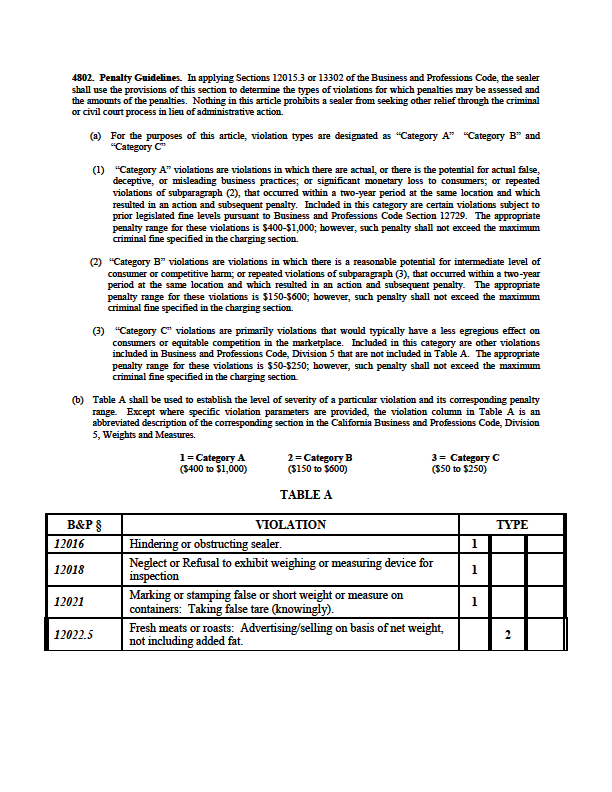 4802. Penalty Guidelines. In applying Sections 12015.3 or 13302 of the Business and Professions Code, the sealer
shall use the provisions of this section to determine the types of violations for which penalties may be assessed and
the amounts of the penalties. Nothing in this article prohibits a sealer from seeking other relief through the criminal
or civil court process in lieu of administrative action.
(a) For the purposes of this article, violation types are designated as “Category A” “Category B” and
“Category C”
(1) “Category A” violations are violations in which there are actual, or there is the potential for actual false,
deceptive, or misleading business practices; or significant monetary loss to consumers; or repeated
violations of subparagraph (2), that occurred within a two-year period at the same location and which
resulted in an action and subsequent penalty. Included in this category are certain violations subject to
prior legislated fine levels pursuant to Business and Professions Code Section 12729. The appropriate
penalty range for these violations is $400-$1,000; however, such penalty shall not exceed the maximum
criminal fine specified in the charging section.
(2) “Category B” violations are violations in which there is a reasonable potential for intermediate level of
consumer or competitive harm; or repeated violations of subparagraph (3), that occurred within a two-year
period at the same location and which resulted in an action and subsequent penalty. The appropriate
penalty range for these violations is $150-$600; however, such penalty shall not exceed the maximum
criminal fine specified in the charging section.
(3) “Category C” violations are primarily violations that would typically have a less egregious effect on
consumers or equitable competition in the marketplace. Included in this category are other violations
included in Business and Professions Code, Division 5 that are not included in Table A. The appropriate
penalty range for these violations is $50-$250; however, such penalty shall not exceed the maximum
criminal fine specified in the charging section.
(b) Table A shall be used to establish the level of severity of a particular violation and its corresponding penalty
range. Except where specific violation parameters are provided, the violation column in Table A is an
abbreviated description of the corresponding section in the California Business and Professions Code, Division
5, Weights and Measures.
1 = Category A 2 = Category B 3 = Category C
($400 to $1,000) ($150 to $600) ($50 to $250)
TABLE A
B&P § VIOLATION TYPE
12016 Hindering or obstructing sealer. 1
12018 Neglect or Refusal to exhibit weighing or measuring device for
inspection 1
12021 Marking or stamping false or short weight or measure on
containers: Taking false tare (knowingly). 1
12022.5 Fresh meats or roasts: Advertising/selling on basis of net weight,
not including added fat. 2